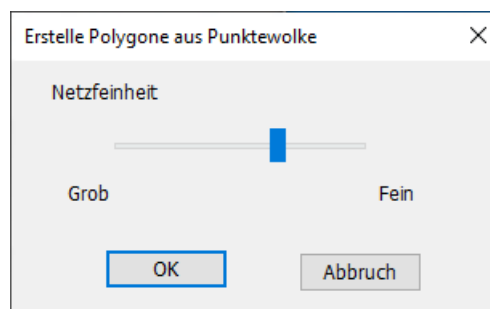 Erstelle Polygone aus Punktewolke
Netzfeinheit
Grob Fein
OK Abbruch